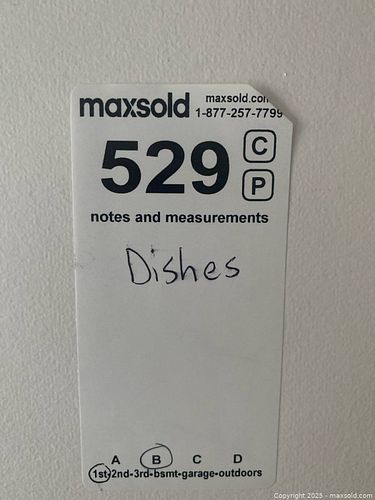 maxsold maxsold.com
1-877-257-7799
529 C
P
notes and measurements
Dishes
A B C D
1st-2nd-3rd-bsmt-garage-outdoors
Copyright 2025 - maxsold.com